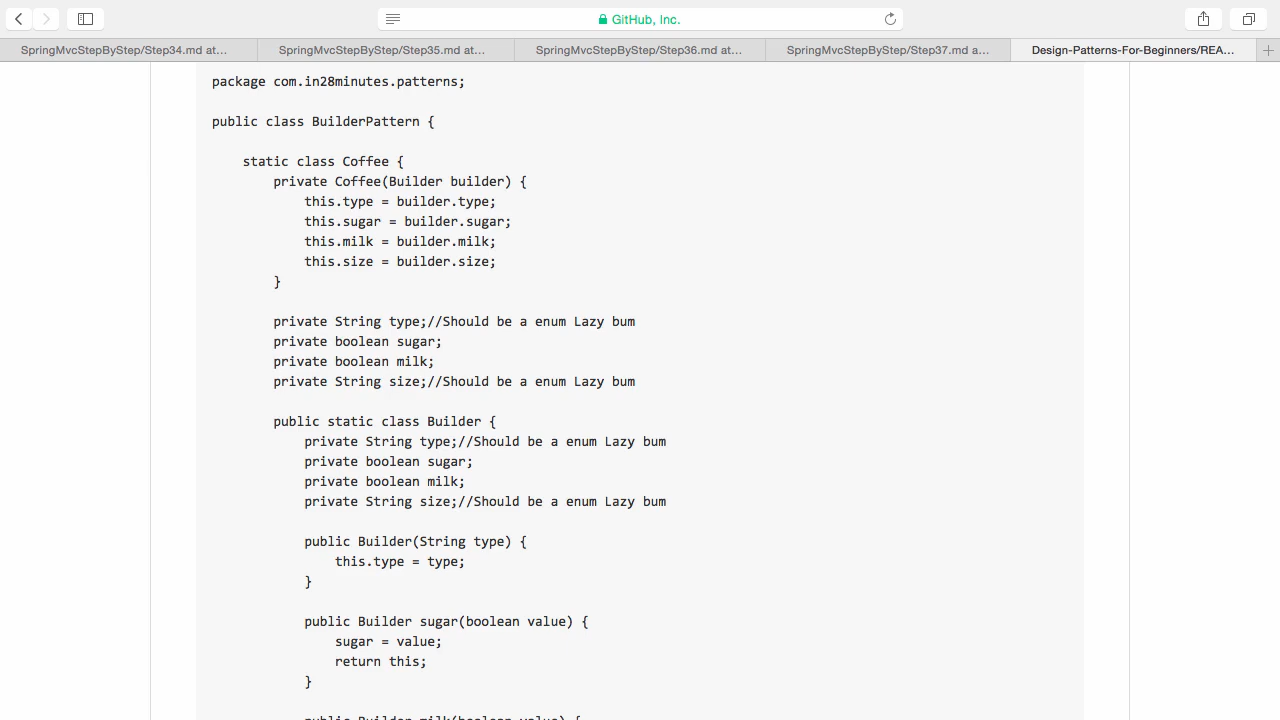 GitHub, Inc.
SpringMvcStepByStep/Step34.md at...
SpringMvcStepByStep/Step35.md at...
SpringMvcStepByStep/Step36.md at...
SpringMvcStepByStep/Step37.md a...
Design-Patterns-For-Beginners/REA...
package com.in28minutes.patterns;
public class BuilderPattern {
static class Coffee {
private Coffee(Builder builder) {
this.type = builder.type;
this.sugar = builder.sugar;
this.milk = builder.milk;
this.size = builder.size;
}
private String type;//Should be a enum Lazy bum
private boolean sugar;
private boolean milk;
private String size;//Should be a enum Lazy bum
public static class Builder {
private String type;//Should be a enum Lazy bum
private boolean sugar;
private boolean milk;
private String size;//Should be a enum Lazy bum
public Builder(String type) {
this.type = type;
}
public Builder sugar(boolean value) {
sugar = value;
return this;
}
public Builder milk(boolean value) {